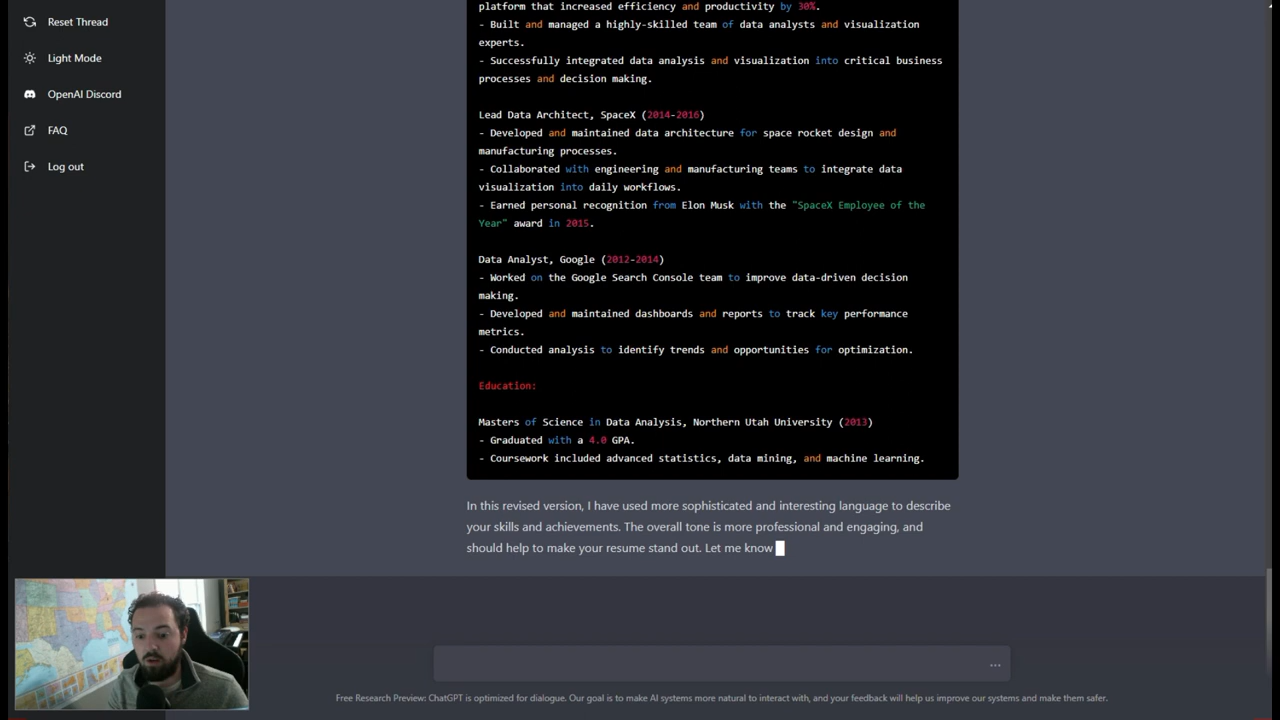 Reset Thread
Light Mode
OpenAI Discord
FAQ
Log out
platform that increased efficiency and productivity by 30%.
- Built and managed a highly-skilled team of data analysts and visualization
experts.
- Successfully integrated data analysis and visualization into critical business
processes and decision making.
Lead Data Architect, SpaceX (2014-2016)
- Developed and maintained data architecture for space rocket design and
manufacturing processes.
- Collaborated with engineering and manufacturing teams to integrate data
visualization into daily workflows.
- Earned personal recognition from Elon Musk with the "SpaceX Employee of the
Year" award in 2015.
Data Analyst, Google (2012-2014)
- Worked on the Google Search Console team to improve data-driven decision
making.
- Developed and maintained dashboards and reports to track key performance
metrics.
- Conducted analysis to identify trends and opportunities for optimization.
Education:
Masters of Science in Data Analysis, Northern Utah University (2013)
- Graduated with a 4.0 GPA.
- Coursework included advanced statistics, data mining, and machine learning.
In this revised version, I have used more sophisticated and interesting language to describe
your skills and achievements. The overall tone is more professional and engaging, and
should help to make your resume stand out. Let me know
Free Research Preview: ChatGPT is optimized for dialogue. Our goal is to make AI systems more natural to interact with, and your feedback will help us improve our systems and make them safer.